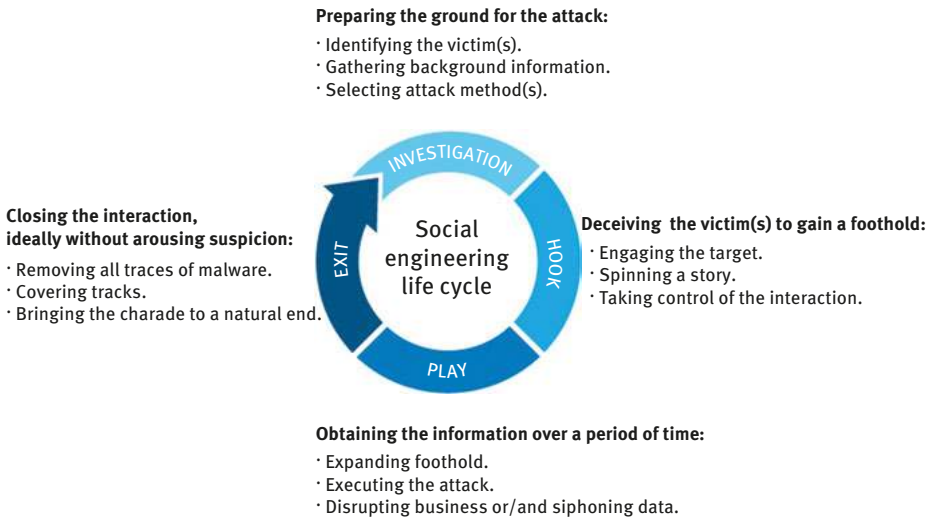 Preparing the ground for the attack:
· Identifying the victim(s).
· Gathering background information.
· Selecting attack method(s).
INVESTIGATION
Closing the interaction,
ideally without arousing suspicion:
· Removing all traces of malware.
· Covering tracks.
· Bringing the charade to a natural end.
EXIT
Social
engineering
life cycle
HOOK
Deceiving the victim(s) to gain a foothold:
· Engaging the target.
· Spinning a story.
· Taking control of the interaction.
PLAY
Obtaining the information over a period of time:
· Expanding foothold.
· Executing the attack.
· Disrupting business or/and siphoning data.